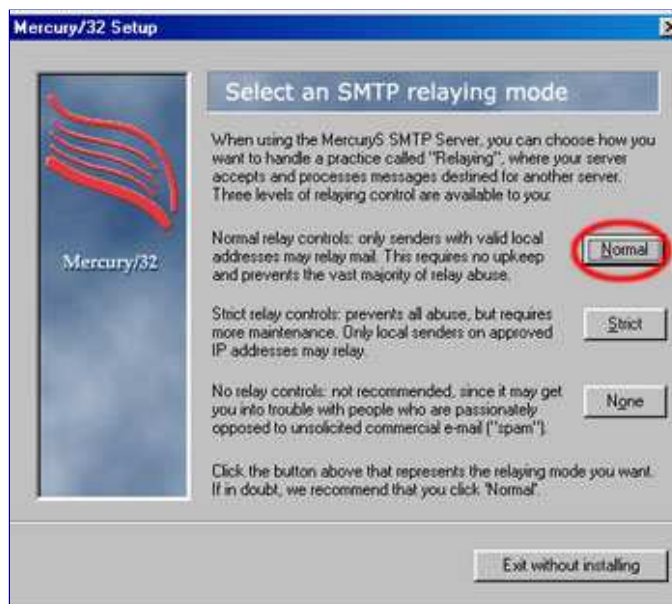 Mercury/32 Setup
Select an SMTP relaying mode
When using the MercuryS SMTP Server, you can choose how you
want to handle a practice called "Relaying", where your server
accepts and processes messages destined for another server.
Three levels of relaying control are available to you:
Normal relay controls: only senders with valid local
addresses may relay mail. This requires no upkeep
and prevents the vast majority of relay abuse.
Normal
Mercury/32
Strict relay controls: prevents all abuse, but requires
more maintenance. Only local senders on approved
IP addresses may relay.
Strict
No relay controls: not recommended, since it may get
you into trouble with people who are passionately
opposed to unsolicited commercial e-mail ("spam").
None
Click the button above that represents the relaying mode you want.
If in doubt, we recommend that you click 'Normal'.
Exit without installing